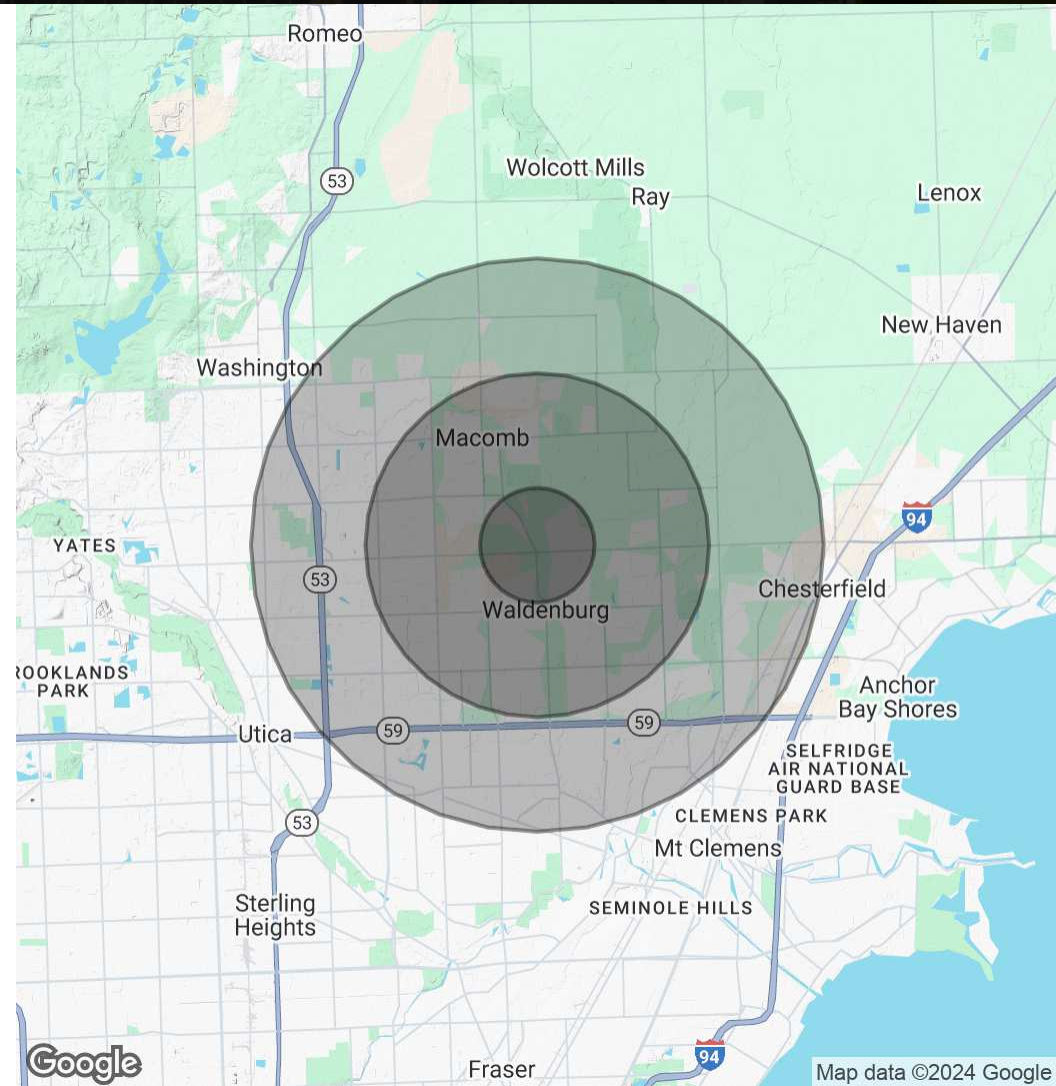 Romeo
53
Wolcott Mills
Ray
Lenox
New Haven
Washington
Macomb
94
YATES
53
Chesterfield
Waldenburg
ROOKLANDS
PARK
Anchor
Bay Shores
59
59
Utica
SELFRIDGE
AIR NATIONAL
GUARD BASE
CLEMENS PARK
53
Mt Clemens
Sterling
Heights
SEMINOLE HILLS
94
Google
Fraser
Map data ©2024 Google